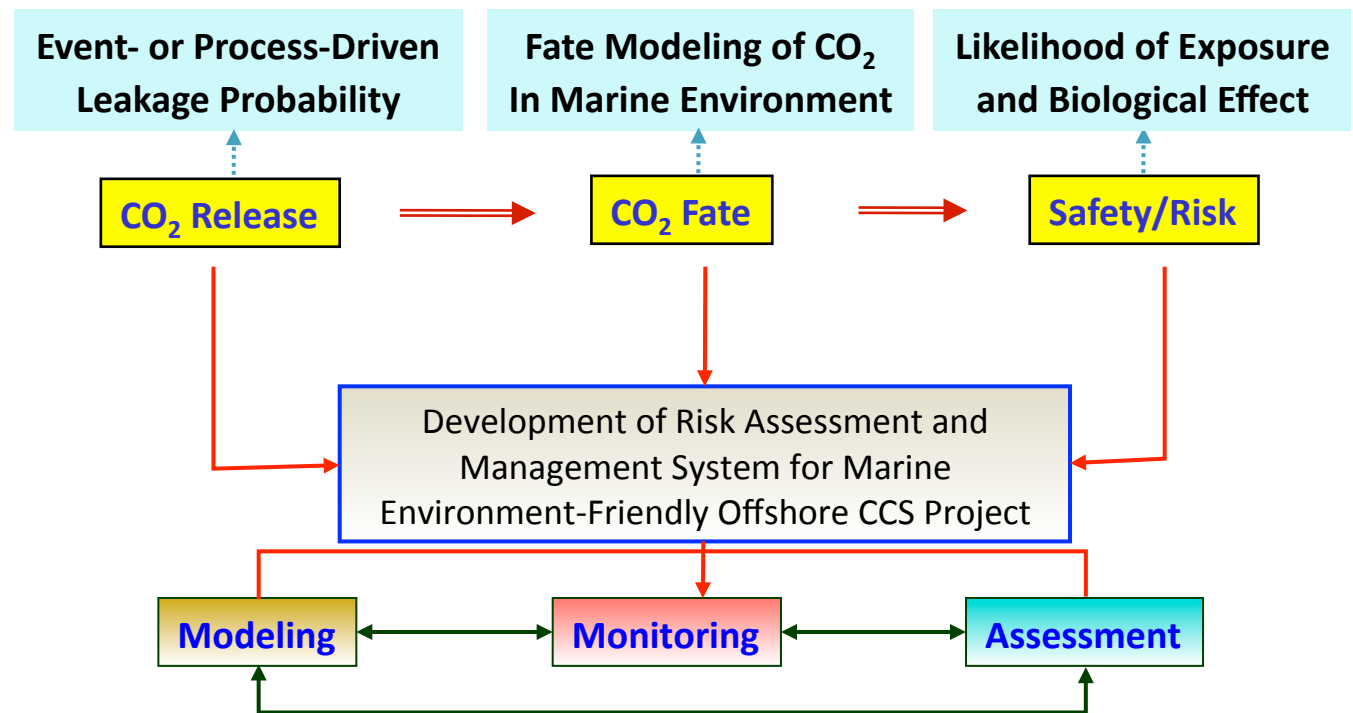 Event- or Process-Driven
Leakage Probability
Fate Modeling of CO₂
In Marine Environment
Likelihood of Exposure
and Biological Effect
CO₂ Release
CO₂ Fate
Safety/Risk
Development of Risk Assessment and
Management System for Marine
Environment-Friendly Offshore CCS Project
Modeling
Monitoring
Assessment